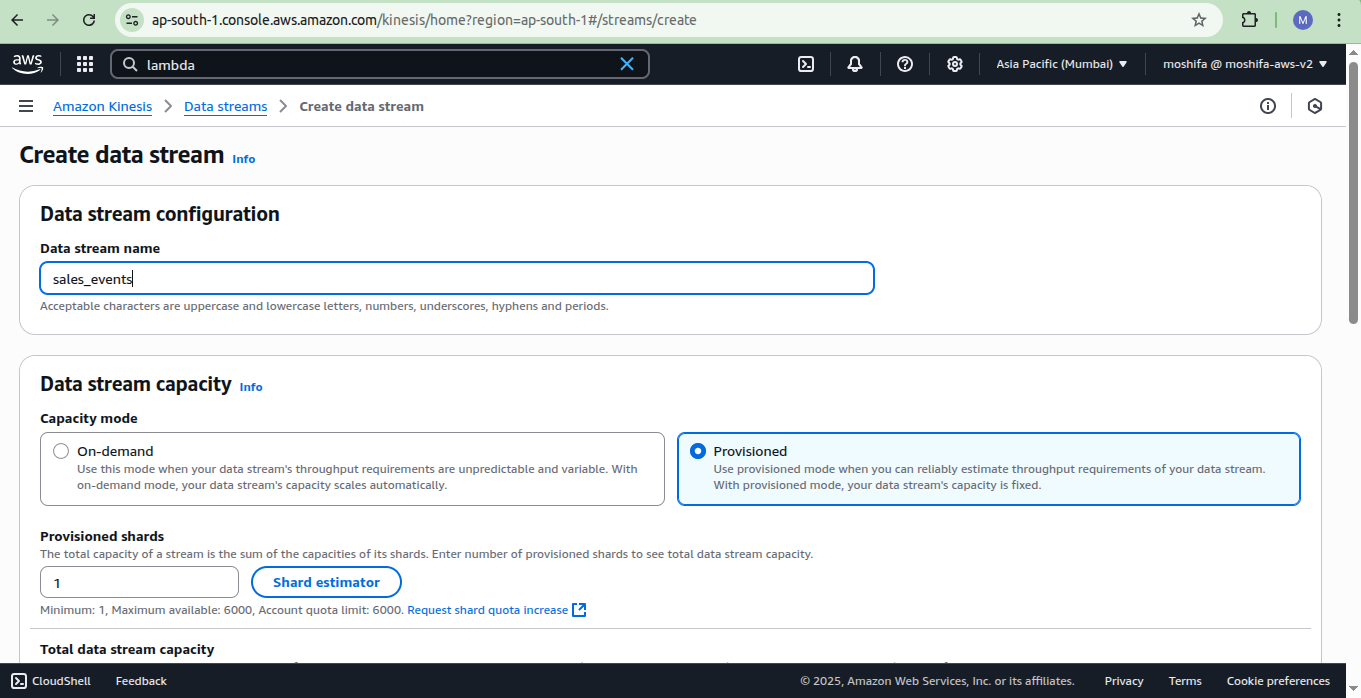 ap-south-1.console.aws.amazon.com/kinesis/home?region=ap-south-1#/streams/create
M
aws
lambda
Asia Pacific (Mumbai)
moshifa @ moshifa-aws-v2
Amazon Kinesis
Data streams
Create data stream
Create data stream Info
Data stream configuration
Data stream name
sales_events
Acceptable characters are uppercase and lowercase letters, numbers, underscores, hyphens and periods.
Data stream capacity Info
Capacity mode
On-demand
Use this mode when your data stream's throughput requirements are unpredictable and variable. With
on-demand mode, your data stream's capacity scales automatically.
Provisioned
Use provisioned mode when you can reliably estimate throughput requirements of your data stream.
With provisioned mode, your data stream's capacity is fixed.
Provisioned shards
The total capacity of a stream is the sum of the capacities of its shards. Enter number of provisioned shards to see total data stream capacity.
1
Shard estimator
Minimum: 1, Maximum available: 6000, Account quota limit: 6000. Request shard quota increase
Total data stream capacity
CloudShell
Feedback
© 2025, Amazon Web Services, Inc. or its affiliates.
Privacy
Terms
Cookie preferences